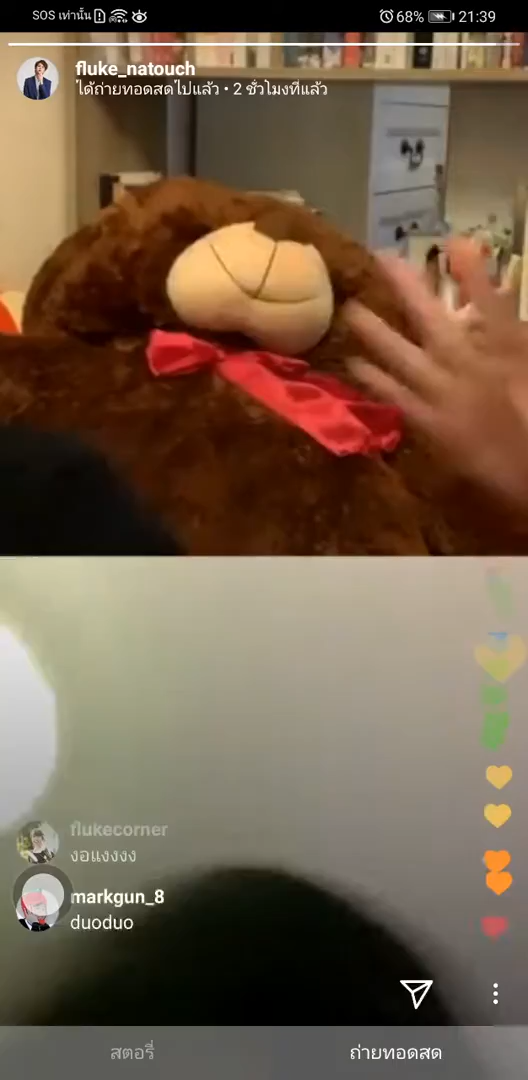 SOS เท่านั้น 68% 21:39
fluke_natouch
ได้ถ่ายทอดสดไปแล้ว • 2 ชั่วโมงที่แล้ว
flukecorner
งอแงงงง
markgun_8
duoduo
สตอรี่ ถ่ายทอดสด